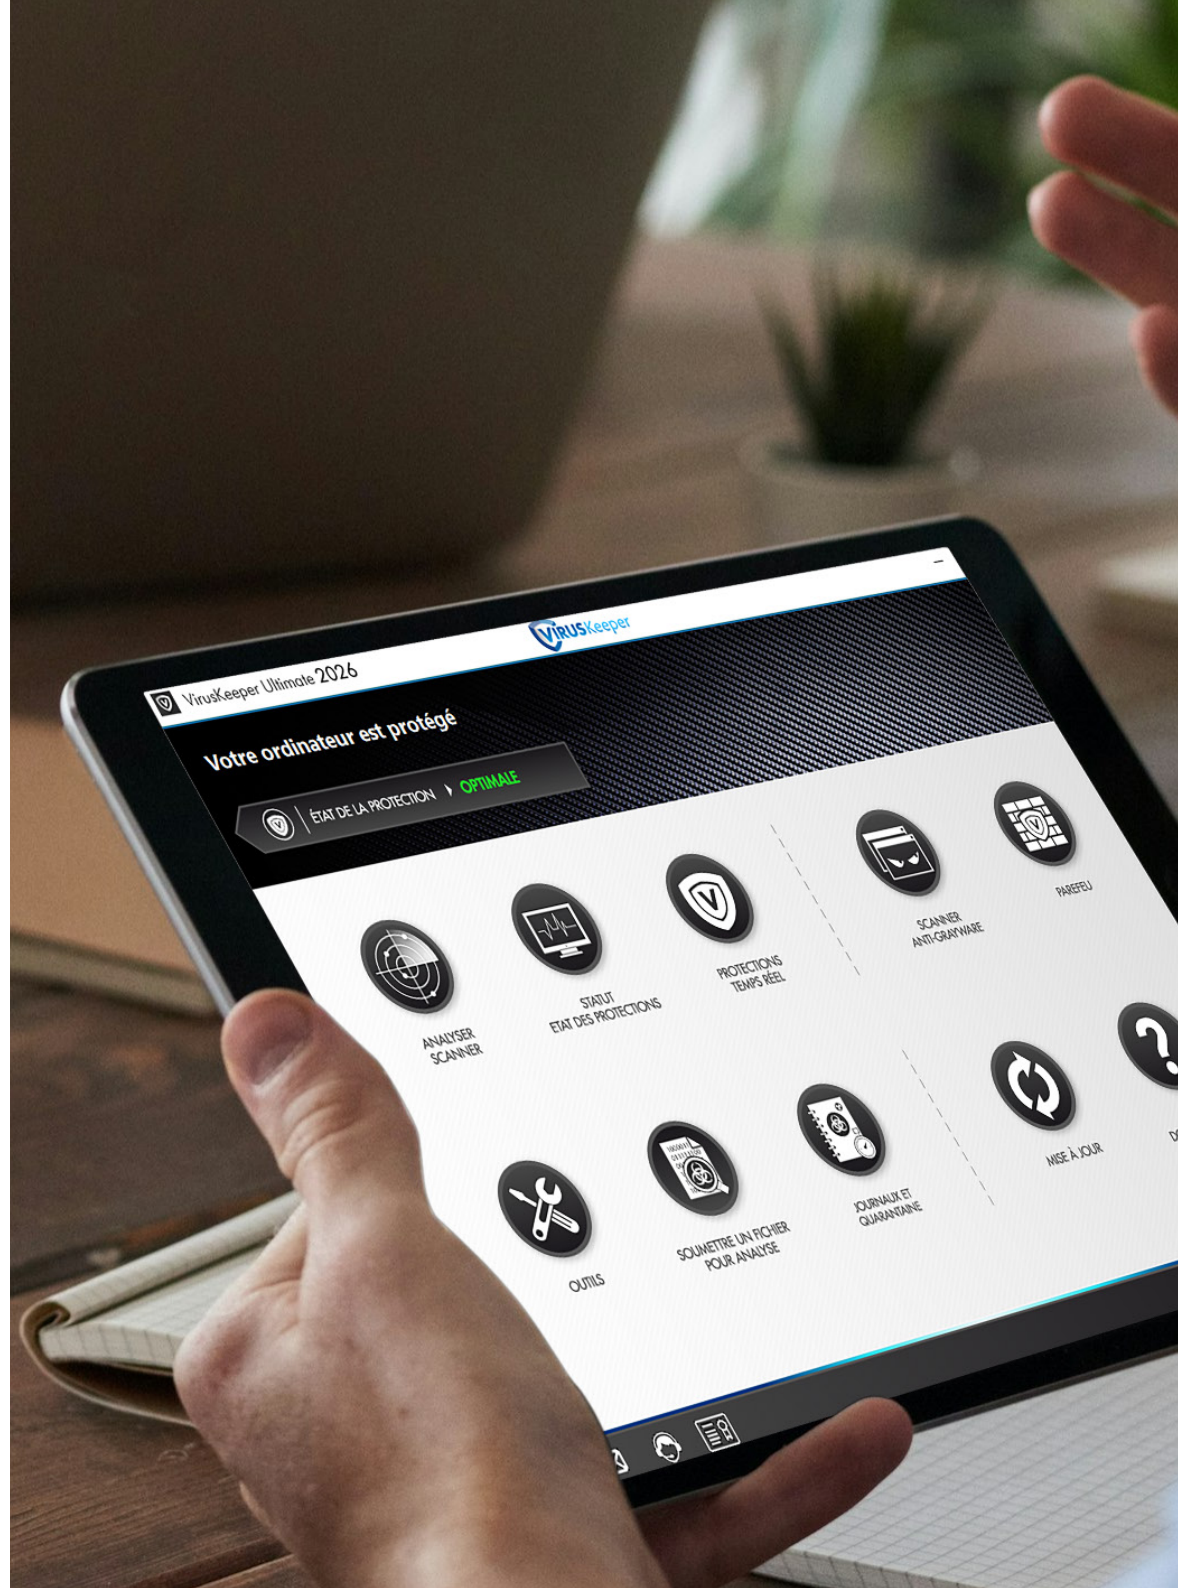 VirusKeeper Ultimate 2026
VIRUSKeeper
Votre ordinateur est protégé
ÉTAT DE LA PROTECTION
OPTIMALE
ANALYSER
SCANNER
STATUT
ETAT DES PROTECTIONS
PROTECTIONS
TEMPS RÉEL
SCANNER
ANTI-GRAYWARE
PAREFEU
OUTILS
SOUMETTRE UN FICHIER
POUR ANALYSE
JOURNAUX ET
QUARANTAINE
MISE À JOUR